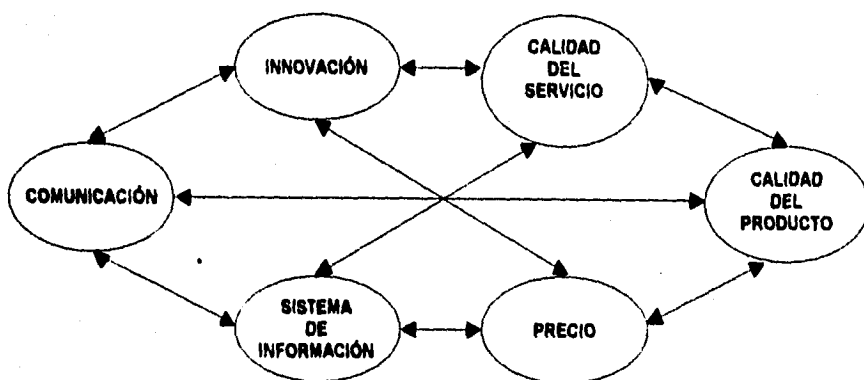 INNOVACIÓN
CALIDAD
DEL
SERVICIO
COMUNICACIÓN
CALIDAD
DEL
PRODUCTO
SISTEMA
DE
INFORMACIÓN
PRECIO